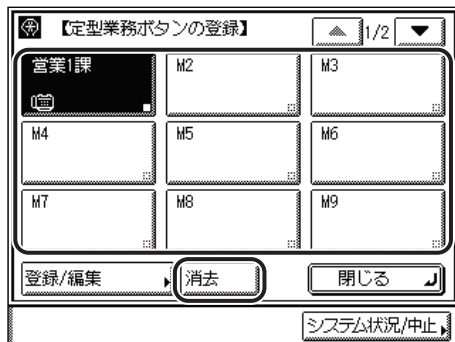 【定型業務ボタンの登録】 1/2
営業1課 M2 M3
M4 M5 M6
M7 M8 M9
登録/編集 消去 閉じる
システム状況/中止